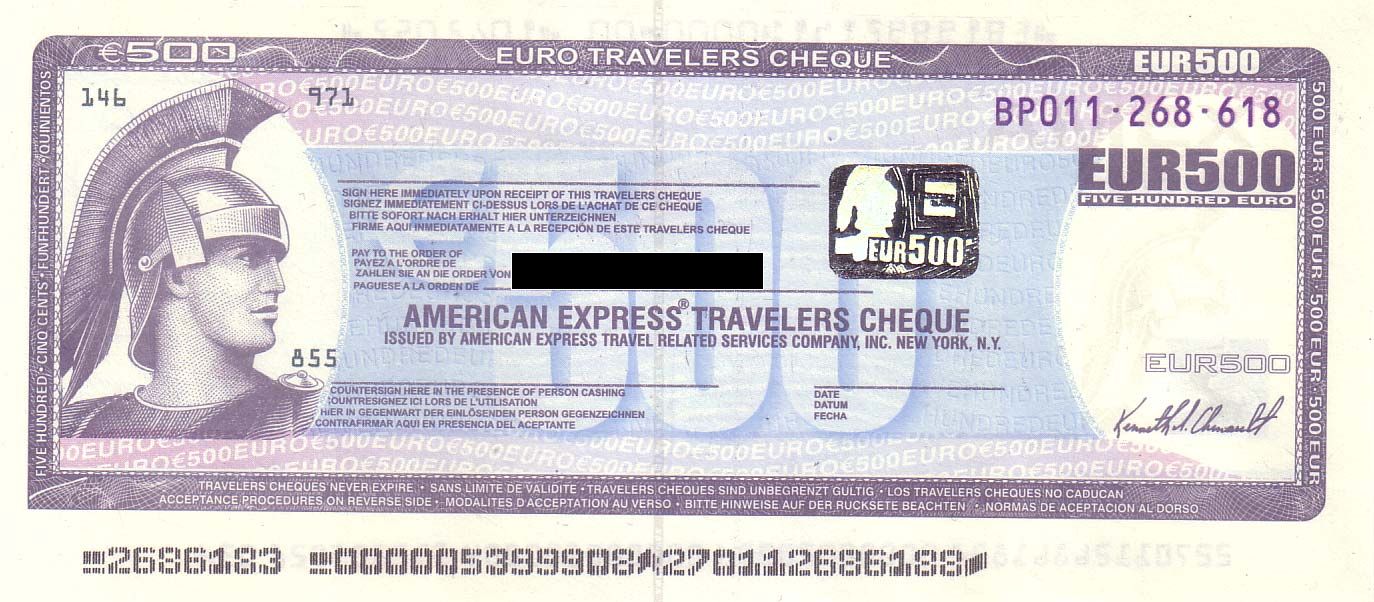 €500
EURO TRAVELERS CHEQUE
EUR500
146
971
BP011·268·618
EUR500
FIVE HUNDRED EURO
SIGN HERE IMMEDIATELY UPON RECEIPT OF THIS TRAVELERS CHEQUE
SIGNEZ IMMEDIATEMENT CI-DESSUS LORS DE L'ACHAT DE CE CHEQUE
BITTE SOFORT NACH ERHALT HIER UNTERZEICHNEN
FIRME AQUI INMEDIATAMENTE A LA RECEPCIÓN DE ESTE TRAVELERS CHEQUE
EUR500
PAY TO THE ORDER OF
PAYEZ A L'ORDRE DE
ZAHLEN SIE AN DIE ORDER VON
PAGUESE A LA ORDEN DE
AMERICAN EXPRESS® TRAVELERS CHEQUE
ISSUED BY AMERICAN EXPRESS TRAVEL RELATED SERVICES COMPANY, INC. NEW YORK, N.Y.
855
EUR500
COUNTERSIGN HERE IN THE PRESENCE OF PERSON CASHING
CONTRESIGNEZ ICI LORS DE L'UTILISATION
HIER IN GEGENWART DER EINLÖSENDEN PERSON GEGENZEICHNEN
CONTRAFIRMAR AQUI EN PRESENCIA DEL ACEPTANTE
DATE
DATUM
FECHA
FIVE HUNDRED · CINQ CENTS · FUNFHUNDERT · QUINIENTOS
500 EUR · 500 EUR · 500 EUR · 500 EUR
TRAVELERS CHEQUES NEVER EXPIRE · SANS LIMITE DE VALIDITE · TRAVELERS CHEQUES SIND UNBEGRENZT GULTIG · LOS TRAVELERS CHEQUES NO CADUCAN
ACCEPTANCE PROCEDURES ON REVERSE SIDE · MODALITES D'ACCEPTATION AU VERSO · BITTE HINWEISE AUF DER RUCKSETE BEACHTEN · NORMAS DE ACEPTACION AL DORSO
2686183 000005399908 270112686188